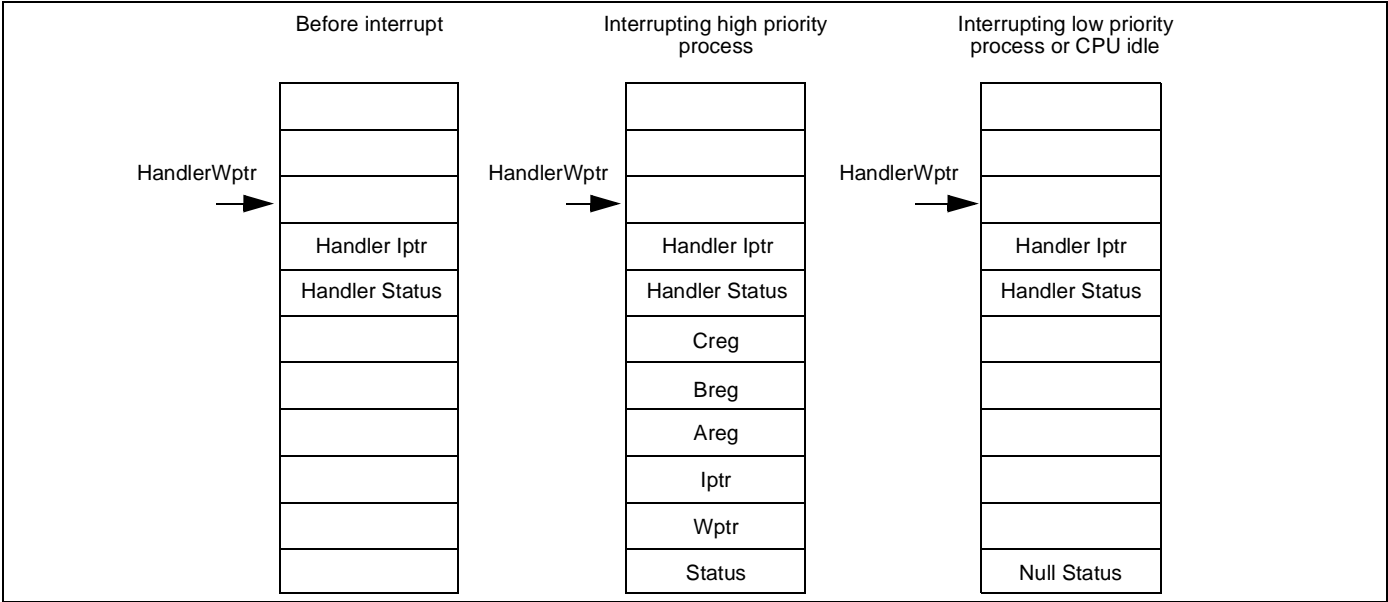 Before interrupt
Interrupting high priority
process
Interrupting low priority
process or CPU idle
HandlerWptr
HandlerWptr
HandlerWptr
Handler Iptr
Handler Iptr
Handler Iptr
Handler Status
Handler Status
Handler Status
Creg
Breg
Areg
Iptr
Wptr
Status
Null Status